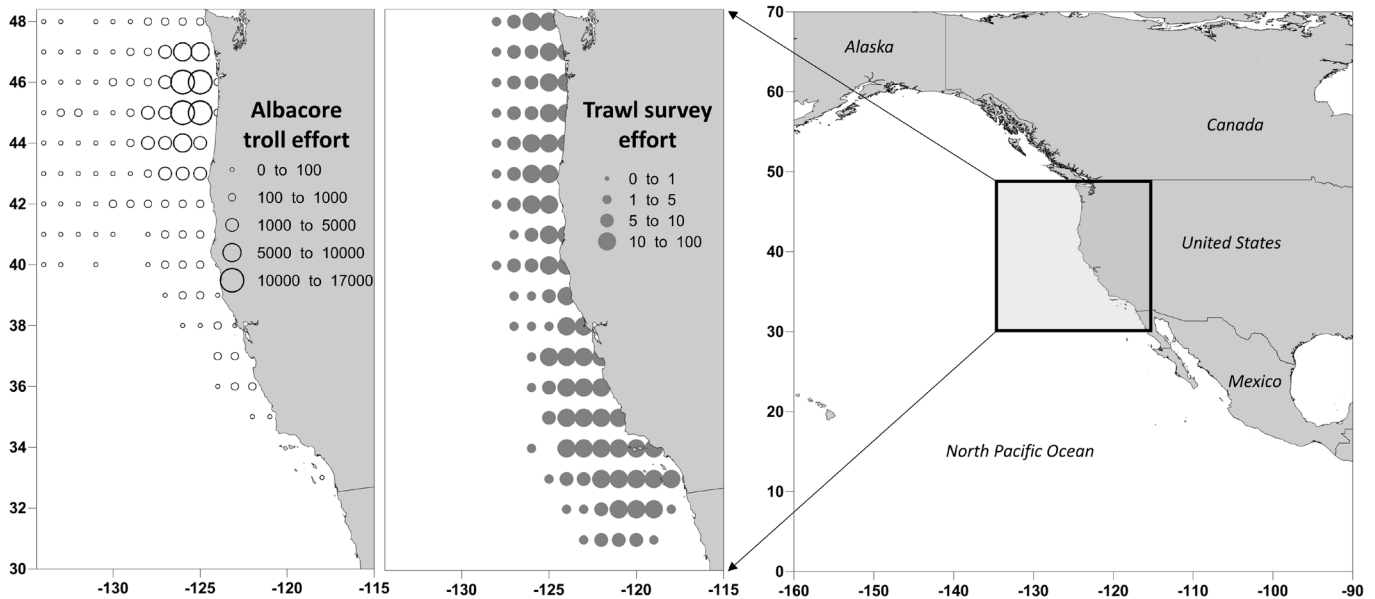 48
46
44
42
40
38
36
34
32
30
-130
-125
-120
-115
Albacore
troll effort
0 to 100
100 to 1000
1000 to 5000
5000 to 10000
10000 to 17000
Trawl survey
effort
0 to 1
1 to 5
5 to 10
10 to 100
-130
-125
-120
-115
70
60
50
40
30
20
10
0
-160
-150
-140
-130
-120
-110
-100
-90
Alaska
Canada
United States
Mexico
North Pacific Ocean